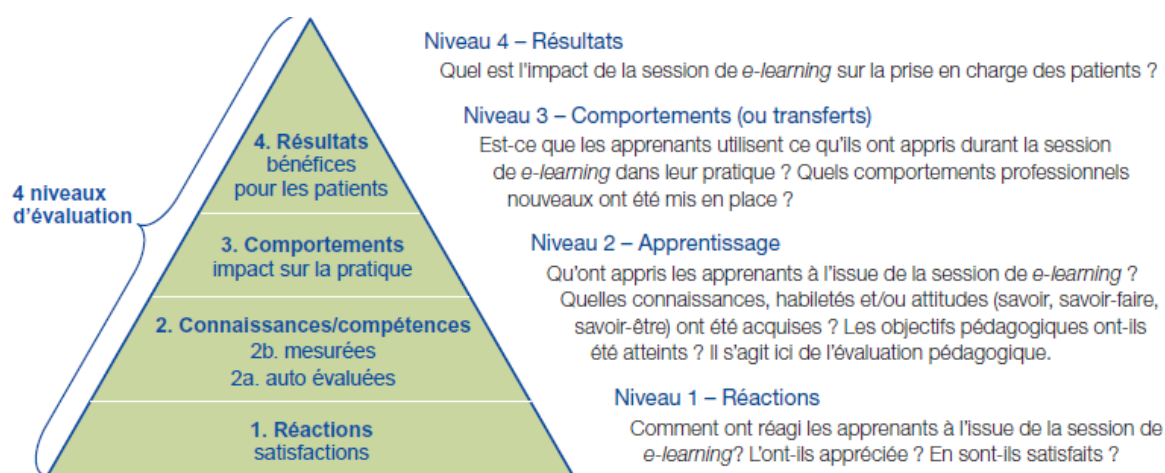 4 niveaux
d'évaluation
4. Résultats
bénéfices
pour les patients
3. Comportements
impact sur la pratique
2. Connaissances/compétences
2b. mesurées
2a. auto évaluées
1. Réactions
satisfactions
Niveau 4 – Résultats
Quel est l'impact de la session de e-learning sur la prise en charge des patients ?
Niveau 3 – Comportements (ou transferts)
Est-ce que les apprenants utilisent ce qu'ils ont appris durant la session
de e-learning dans leur pratique ? Quels comportements professionnels
nouveaux ont été mis en place ?
Niveau 2 – Apprentissage
Qu'ont appris les apprenants à l'issue de la session de e-learning ?
Quelles connaissances, habiletés et/ou attitudes (savoir, savoir-faire,
savoir-être) ont été acquises ? Les objectifs pédagogiques ont-ils
été atteints ? Il s'agit ici de l'évaluation pédagogique.
Niveau 1 – Réactions
Comment ont réagi les apprenants à l'issue de la session de
e-learning? L'ont-ils appréciée ? En sont-ils satisfaits ?